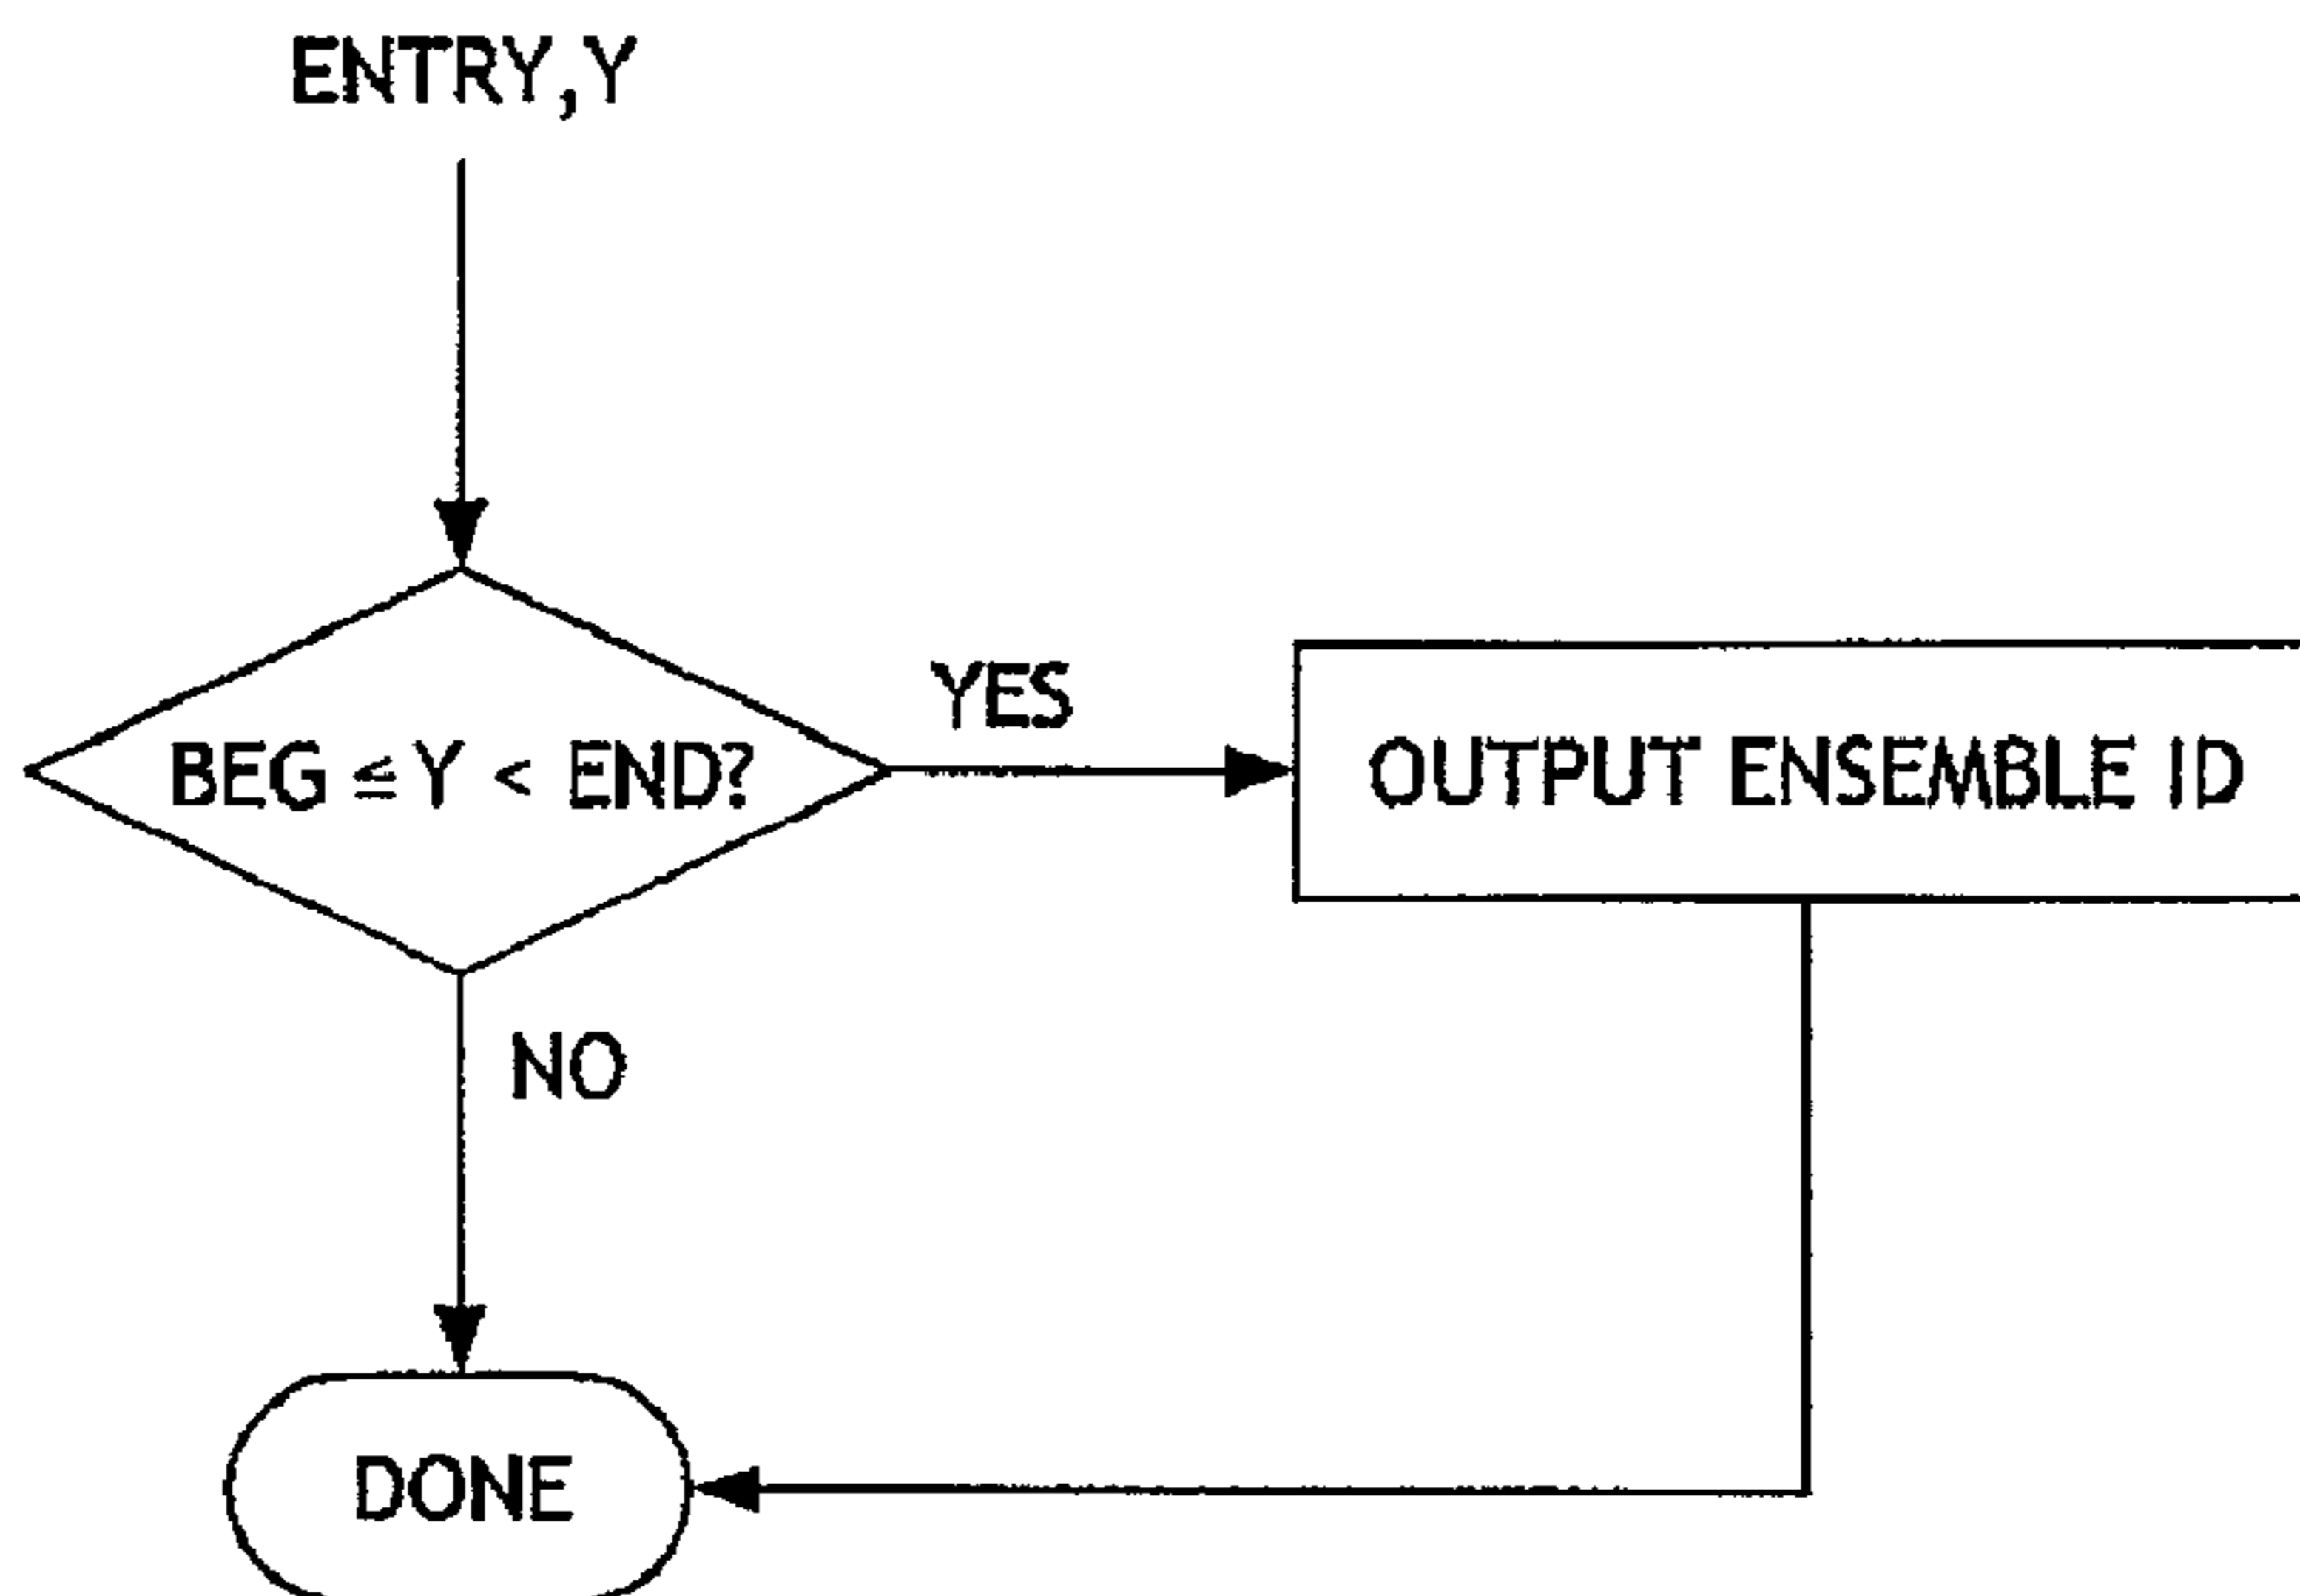 ENTRY,Y
YES
BEG ≤ Y < END?
OUTPUT ENSEMBLE ID
NO
DONE